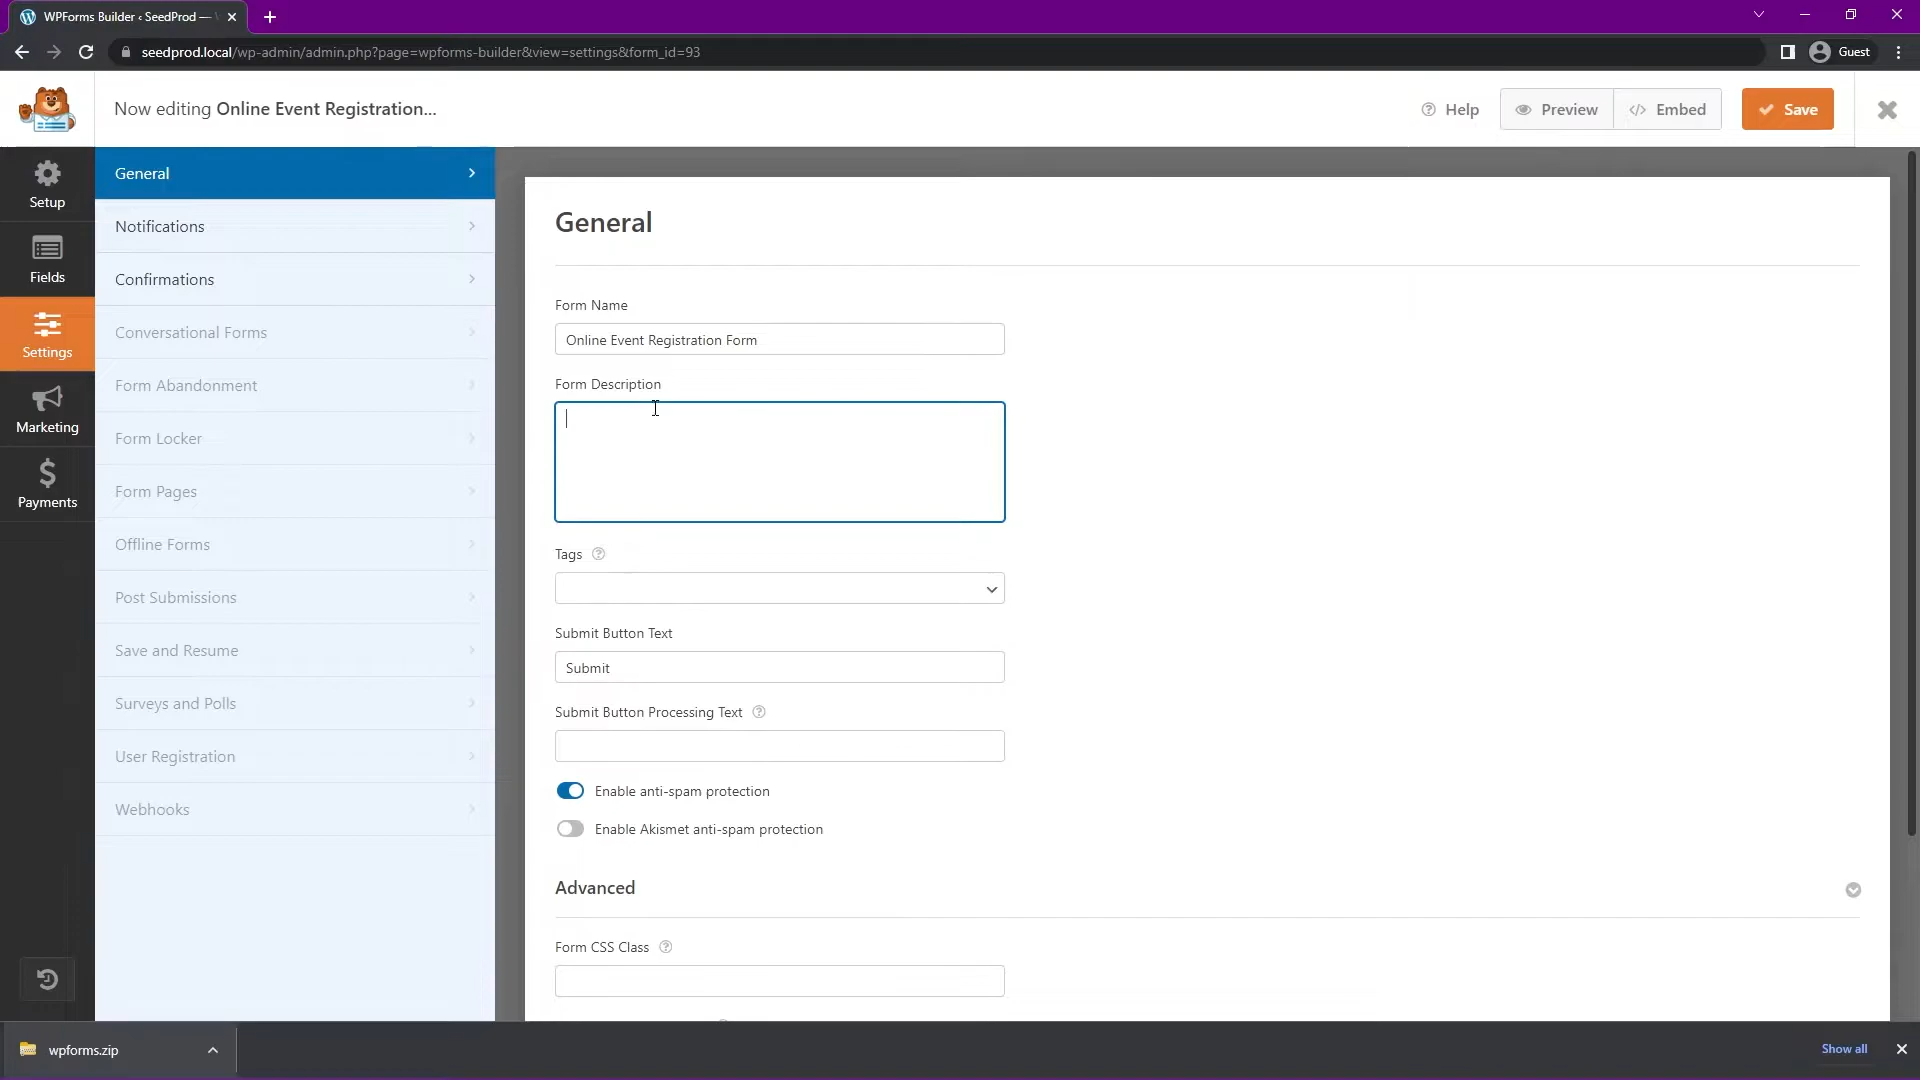 WPForms Builder ‹ SeedProd —
seedprod.local/wp-admin/admin.php?page=wpforms-builder&view=settings&form_id=93
Guest
Now editing Online Event Registration...
Help
Preview
Embed
Save
Setup
Fields
Settings
Marketing
Payments
General
Notifications
Confirmations
Conversational Forms
Form Abandonment
Form Locker
Form Pages
Offline Forms
Post Submissions
Save and Resume
Surveys and Polls
User Registration
Webhooks
General
Form Name
Online Event Registration Form
Form Description
Tags
Submit Button Text
Submit
Submit Button Processing Text
Enable anti-spam protection
Enable Akismet anti-spam protection
Advanced
Form CSS Class
wpforms.zip
Show all